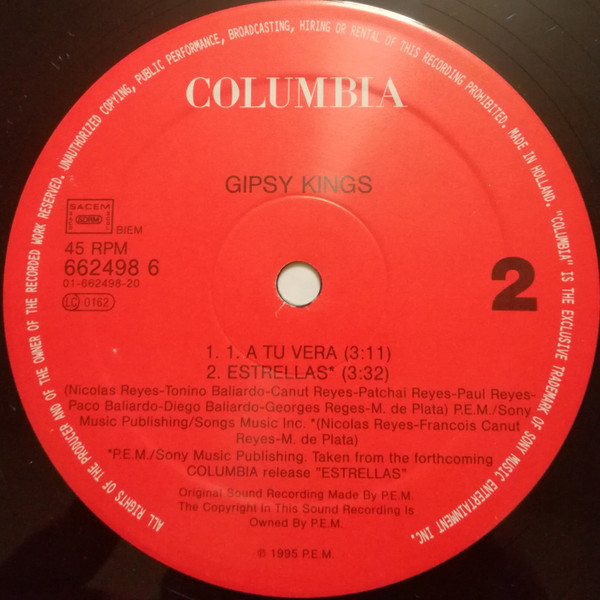 ALL RIGHTS OF THE PRODUCER AND OF THE OWNER OF THE RECORDED WORK RESERVED. UNAUTHORIZED COPYING, PUBLIC PERFORMANCE, BROADCASTING, HIRING OR RENTAL OF THIS RECORDING PROHIBITED. MADE IN HOLLAND. "COLUMBIA" IS THE EXCLUSIVE TRADEMARK OF SONY MUSIC ENTERTAINMENT INC.
COLUMBIA
GIPSY KINGS
SACEM
SDRM
BIEM
45 RPM
662498 6
01-662498-20
LC 0162
2
1. 1. A TU VERA (3:11)
2. ESTRELLAS* (3:32)
(Nicolas Reyes-Tonino Baliardo-Canut Reyes-Patchai Reyes-Paul Reyes-
Paco Baliardo-Diego Baliardo-Georges Reges-M. de Plata) P.E.M./Sony
Music Publishing/Songs Music Inc. *(Nicolas Reyes-Francois Canut
Reyes-M. de Plata)
*P.E.M./Sony Music Publishing. Taken from the forthcoming
COLUMBIA release "ESTRELLAS"
Original Sound Recording Made By P.E.M.
The Copyright In This Sound Recording Is
Owned By P.E.M.
℗ 1995 P.E.M.